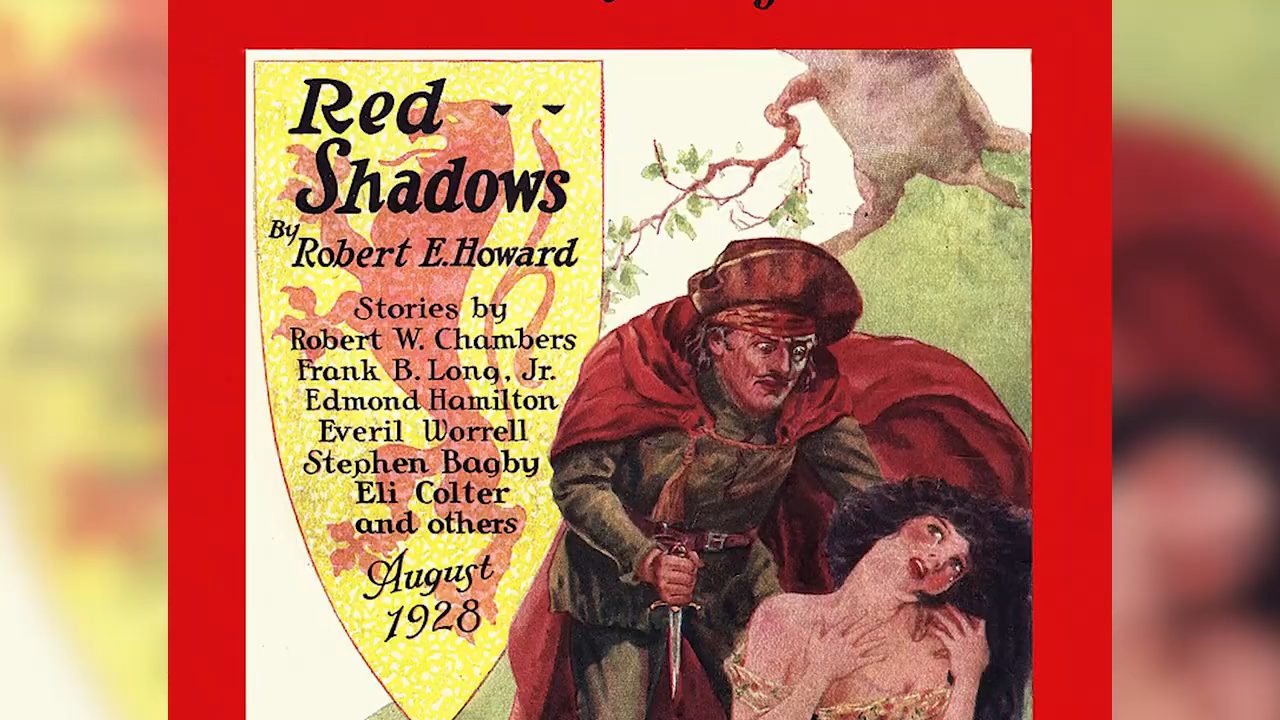 Red
Shadows
By
Robert E. Howard
Stories by
Robert W. Chambers
Frank B. Long, Jr.
Edmond Hamilton
Everil Worrell
Stephen Bagby
Eli Colter
and others
August
1928